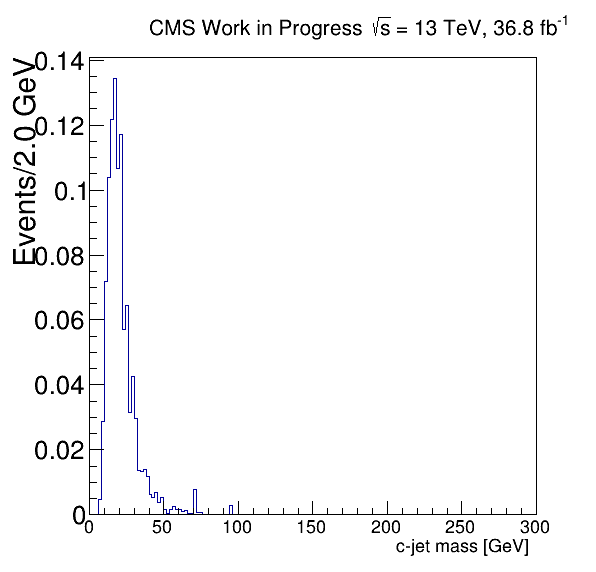 CMS Work in Progress √s = 13 TeV, 36.8 fb⁻¹
Events/2.0 GeV
0.14
0.12
0.1
0.08
0.06
0.04
0.02
0
0 50 100 150 200 250 300
c-jet mass [GeV]